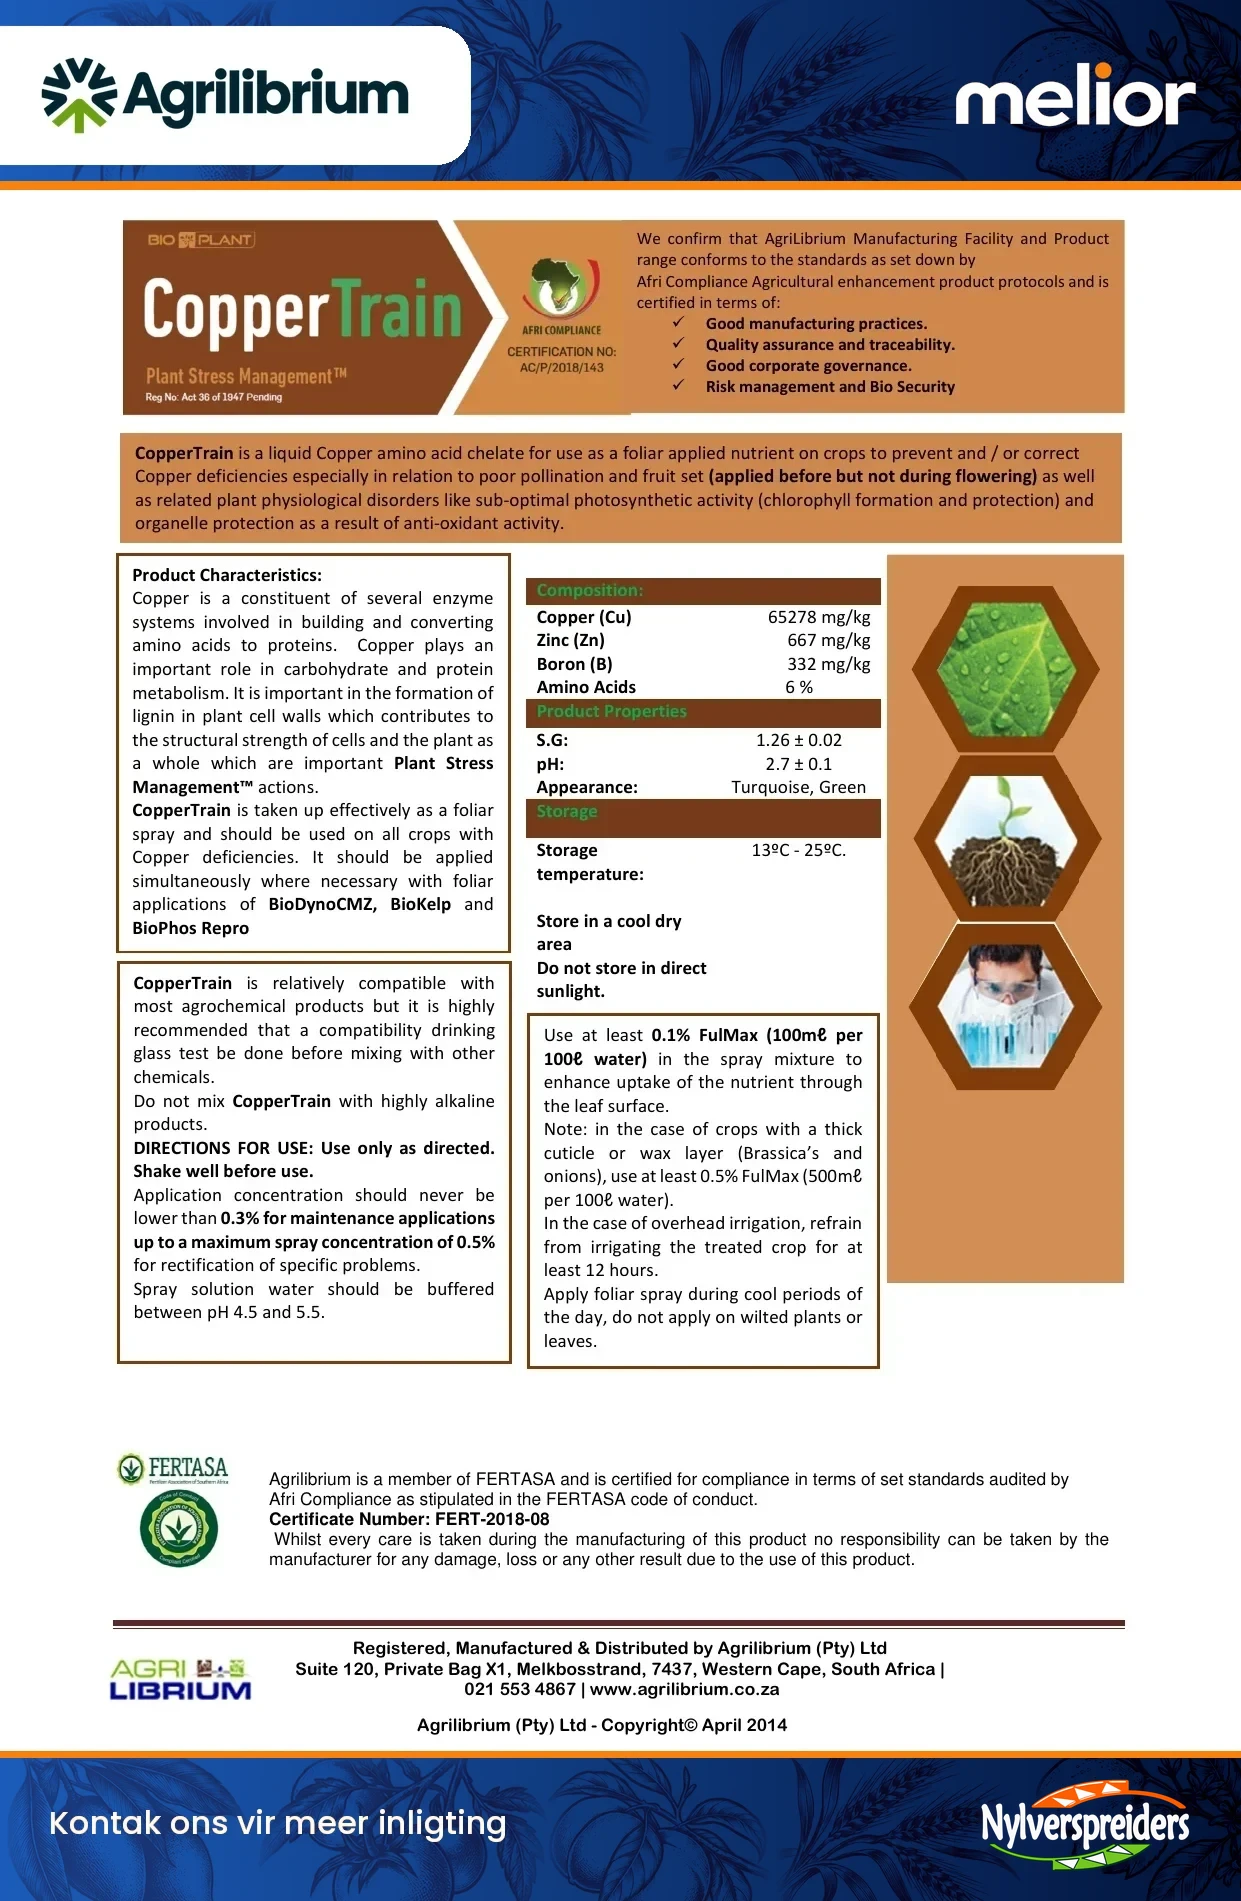 Agrilibrium
melior
BIO PLANT
CopperTrain
Plant Stress Management™
Reg No: Act 36 of 1947 Pending
AFRI COMPLIANCE
CERTIFICATION NO:
AC/P/2018/143
We confirm that AgriLibrium Manufacturing Facility and Product
range conforms to the standards as set down by
Afri Compliance Agricultural enhancement product protocols and is
certified in terms of:
✓ Good manufacturing practices.
✓ Quality assurance and traceability.
✓ Good corporate governance.
✓ Risk management and Bio Security
CopperTrain is a liquid Copper amino acid chelate for use as a foliar applied nutrient on crops to prevent and / or correct
Copper deficiencies especially in relation to poor pollination and fruit set (applied before but not during flowering) as well
as related plant physiological disorders like sub-optimal photosynthetic activity (chlorophyll formation and protection) and
organelle protection as a result of anti-oxidant activity.
Product Characteristics:
Copper is a constituent of several enzyme
systems involved in building and converting
amino acids to proteins. Copper plays an
important role in carbohydrate and protein
metabolism. It is important in the formation of
lignin in plant cell walls which contributes to
the structural strength of cells and the plant as
a whole which are important Plant Stress
Management™ actions.
CopperTrain is taken up effectively as a foliar
spray and should be used on all crops with
Copper deficiencies. It should be applied
simultaneously where necessary with foliar
applications of BioDynoCMZ, BioKelp and
BioPhos Repro
CopperTrain is relatively compatible with
most agrochemical products but it is highly
recommended that a compatibility drinking
glass test be done before mixing with other
chemicals.
Do not mix CopperTrain with highly alkaline
products.
DIRECTIONS FOR USE: Use only as directed.
Shake well before use.
Application concentration should never be
lower than 0.3% for maintenance applications
up to a maximum spray concentration of 0.5%
for rectification of specific problems.
Spray solution water should be buffered
between pH 4.5 and 5.5.
Composition:
Copper (Cu) 65278 mg/kg
Zinc (Zn) 667 mg/kg
Boron (B) 332 mg/kg
Amino Acids 6 %
Product Properties
S.G: 1.26 ± 0.02
pH: 2.7 ± 0.1
Appearance: Turquoise, Green
Storage
Storage 13ºC - 25ºC.
temperature:
Store in a cool dry
area
Do not store in direct
sunlight.
Use at least 0.1% FulMax (100mℓ per
100ℓ water) in the spray mixture to
enhance uptake of the nutrient through
the leaf surface.
Note: in the case of crops with a thick
cuticle or wax layer (Brassica's and
onions), use at least 0.5% FulMax (500mℓ
per 100ℓ water).
In the case of overhead irrigation, refrain
from irrigating the treated crop for at
least 12 hours.
Apply foliar spray during cool periods of
the day, do not apply on wilted plants or
leaves.
FERTASA
Agrilibrium is a member of FERTASA and is certified for compliance in terms of set standards audited by
Afri Compliance as stipulated in the FERTASA code of conduct.
Certificate Number: FERT-2018-08
Whilst every care is taken during the manufacturing of this product no responsibility can be taken by the
manufacturer for any damage, loss or any other result due to the use of this product.
AGRI
LIBRIUM
Registered, Manufactured & Distributed by Agrilibrium (Pty) Ltd
Suite 120, Private Bag X1, Melkbosstrand, 7437, Western Cape, South Africa |
021 553 4867 | www.agrilibrium.co.za
Agrilibrium (Pty) Ltd - Copyright© April 2014
Kontak ons vir meer inligting
Nylverspreiders